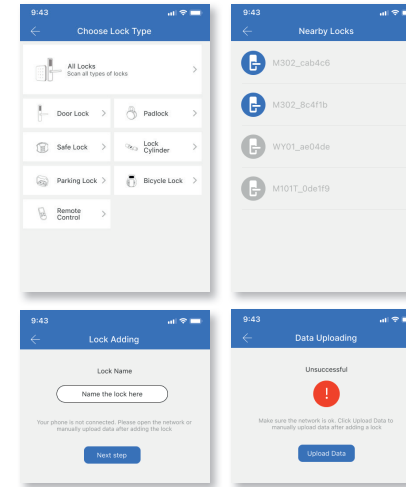 9:43
Choose Lock Type
All Locks
Scan all types of locks
Door Lock
Padlock
Safe Lock
Lock
Cylinder
Parking Lock
Bicycle Lock
Remote
Control
9:43
Nearby Locks
M302_cab4c6
M302_8c4f1b
WY01_ae04de
M101T_0de1f9
9:43
Lock Adding
Lock Name
Name the lock here
Your phone is not connected. Please open the network or
manually upload data after adding the lock
Next step
9:43
Data Uploading
Unsuccessful
!
Make sure the network is ok. Click Upload Data to
manually upload data after adding a lock
Upload Data